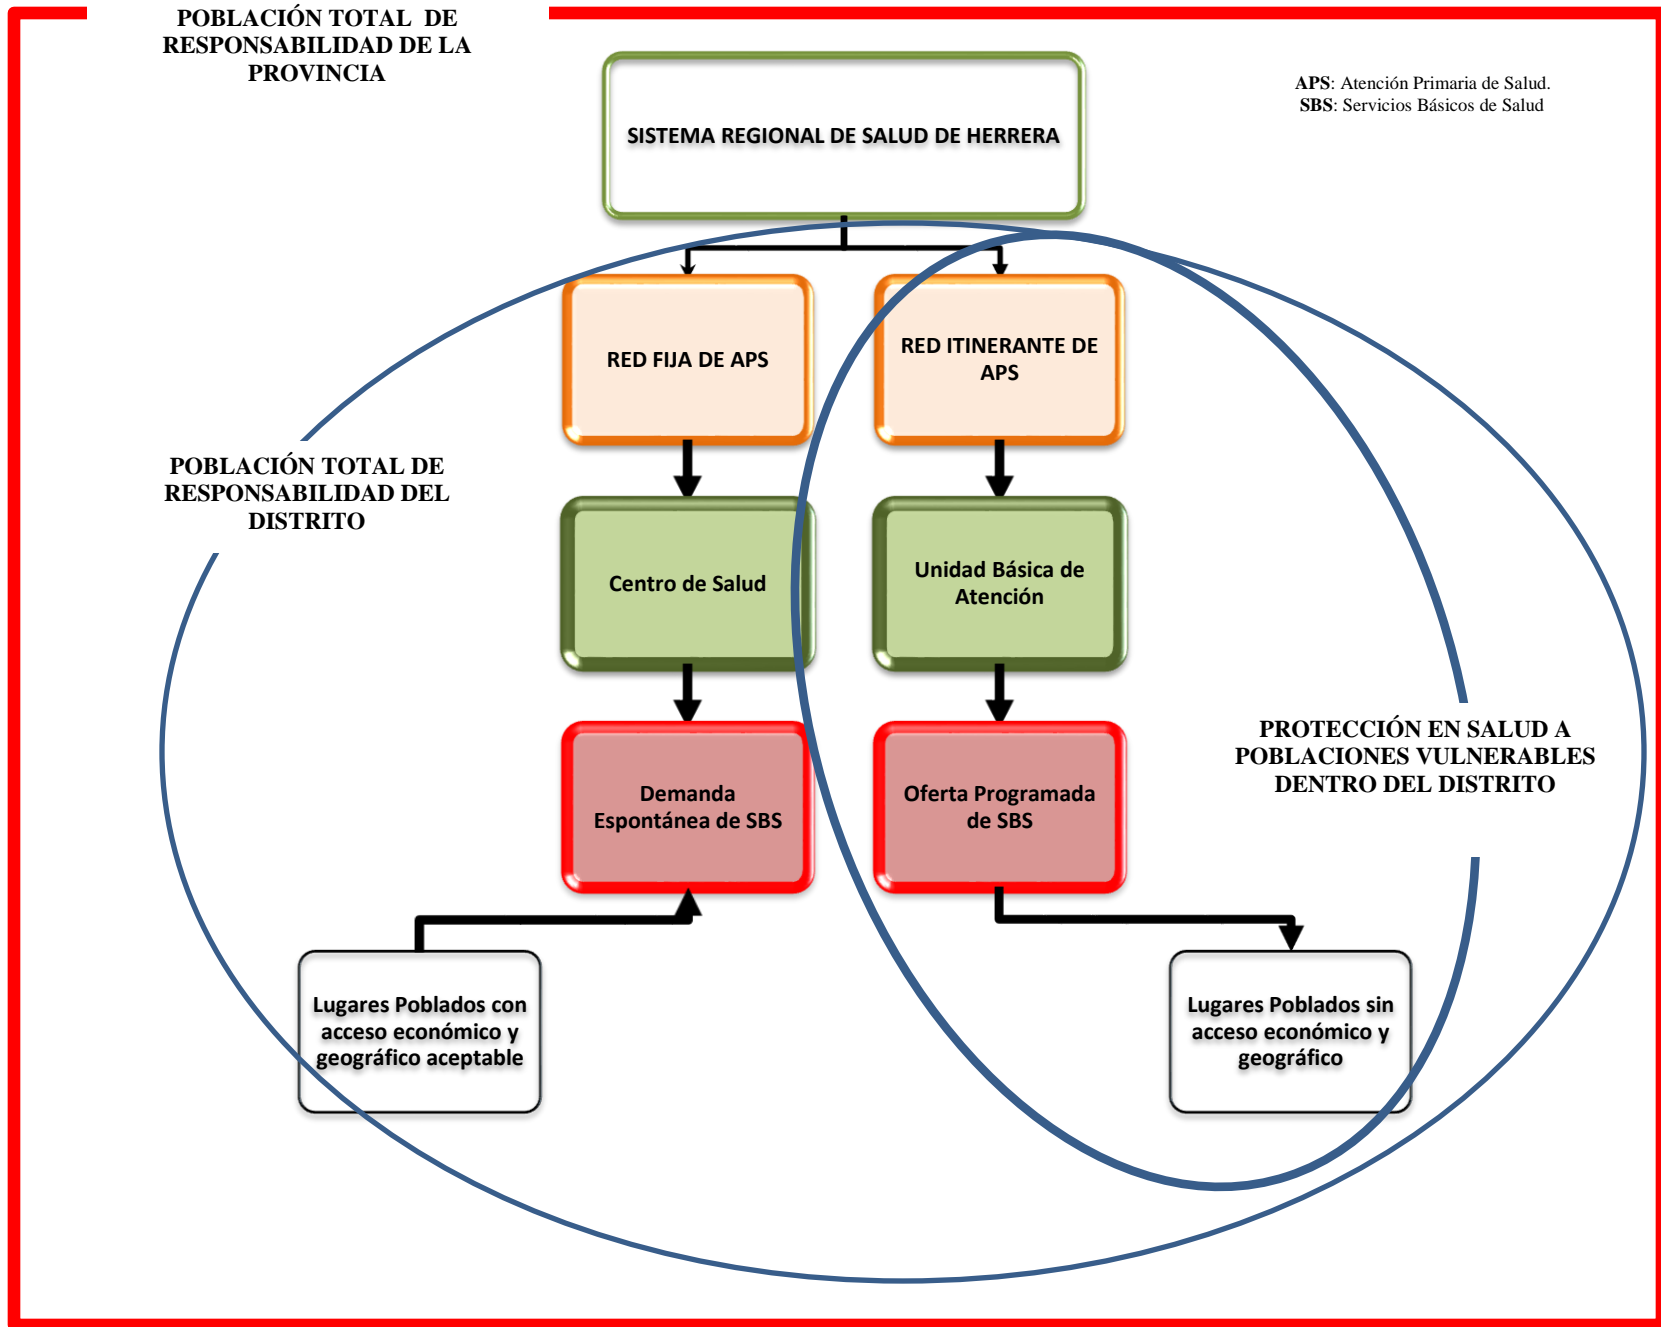 POBLACIÓN TOTAL DE
RESPONSABILIDAD DE LA
PROVINCIA
APS: Atención Primaria de Salud.
SBS: Servicios Básicos de Salud
SISTEMA REGIONAL DE SALUD DE HERRERA
RED FIJA DE APS
RED ITINERANTE DE
APS
POBLACIÓN TOTAL DE
RESPONSABILIDAD DEL
DISTRITO
Centro de Salud
Unidad Básica de
Atención
PROTECCIÓN EN SALUD A
POBLACIONES VULNERABLES
DENTRO DEL DISTRITO
Demanda
Espontánea de SBS
Oferta Programada
de SBS
Lugares Poblados con
acceso económico y
geográfico aceptable
Lugares Poblados sin
acceso económico y
geográfico